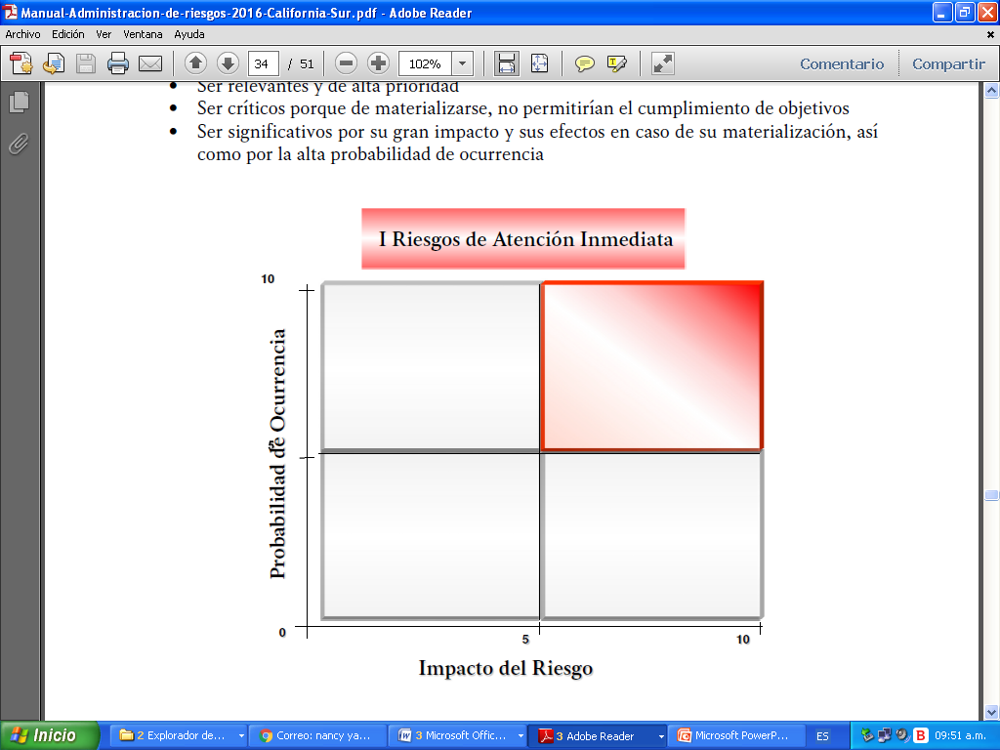 Manual-Administracion-de-riesgos-2016-California-Sur.pdf - Adobe Reader
Archivo Edición Ver Ventana Ayuda
34 / 51 102% Comentario Compartir
• Ser relevantes y de alta prioridad
• Ser críticos porque de materializarse, no permitirían el cumplimiento de objetivos
• Ser significativos por su gran impacto y sus efectos en caso de su materialización, así
como por la alta probabilidad de ocurrencia
I Riesgos de Atención Inmediata
10
Probabilidad de Ocurrencia
5
0
5 10
Impacto del Riesgo
Inicio 2 Explorador de... Correo: nancy ya... 3 Microsoft Offic... 3 Adobe Reader Microsoft PowerP... ES B 09:51 a.m.